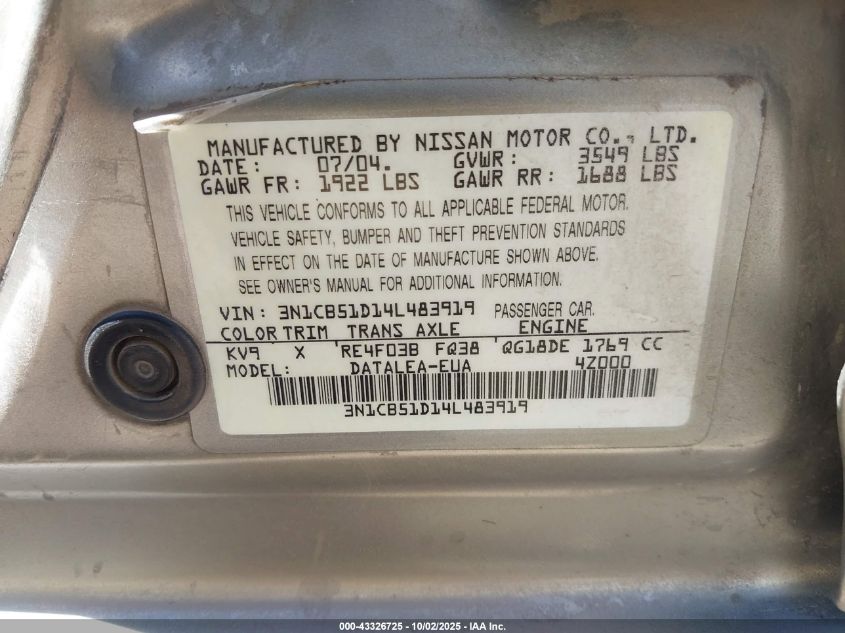 MANUFACTURED BY NISSAN MOTOR CO., LTD.
DATE: 07/04. GVWR: 3549 LBS
GAWR FR: 1922 LBS GAWR RR: 1688 LBS
THIS VEHICLE CONFORMS TO ALL APPLICABLE FEDERAL MOTOR
VEHICLE SAFETY, BUMPER AND THEFT PREVENTION STANDARDS
IN EFFECT ON THE DATE OF MANUFACTURE SHOWN ABOVE.
SEE OWNER'S MANUAL FOR ADDITIONAL INFORMATION.
VIN: 3N1CB51D14L483919 PASSENGER CAR.
COLOR TRIM TRANS AXLE ENGINE
KV9 X RE4F03B FQ38 QG18DE 1769 CC
MODEL: DATALEA-EUA 4Z000
3N1CB51D14L483919
000-43326725 - 10/02/2025 - IAA Inc.